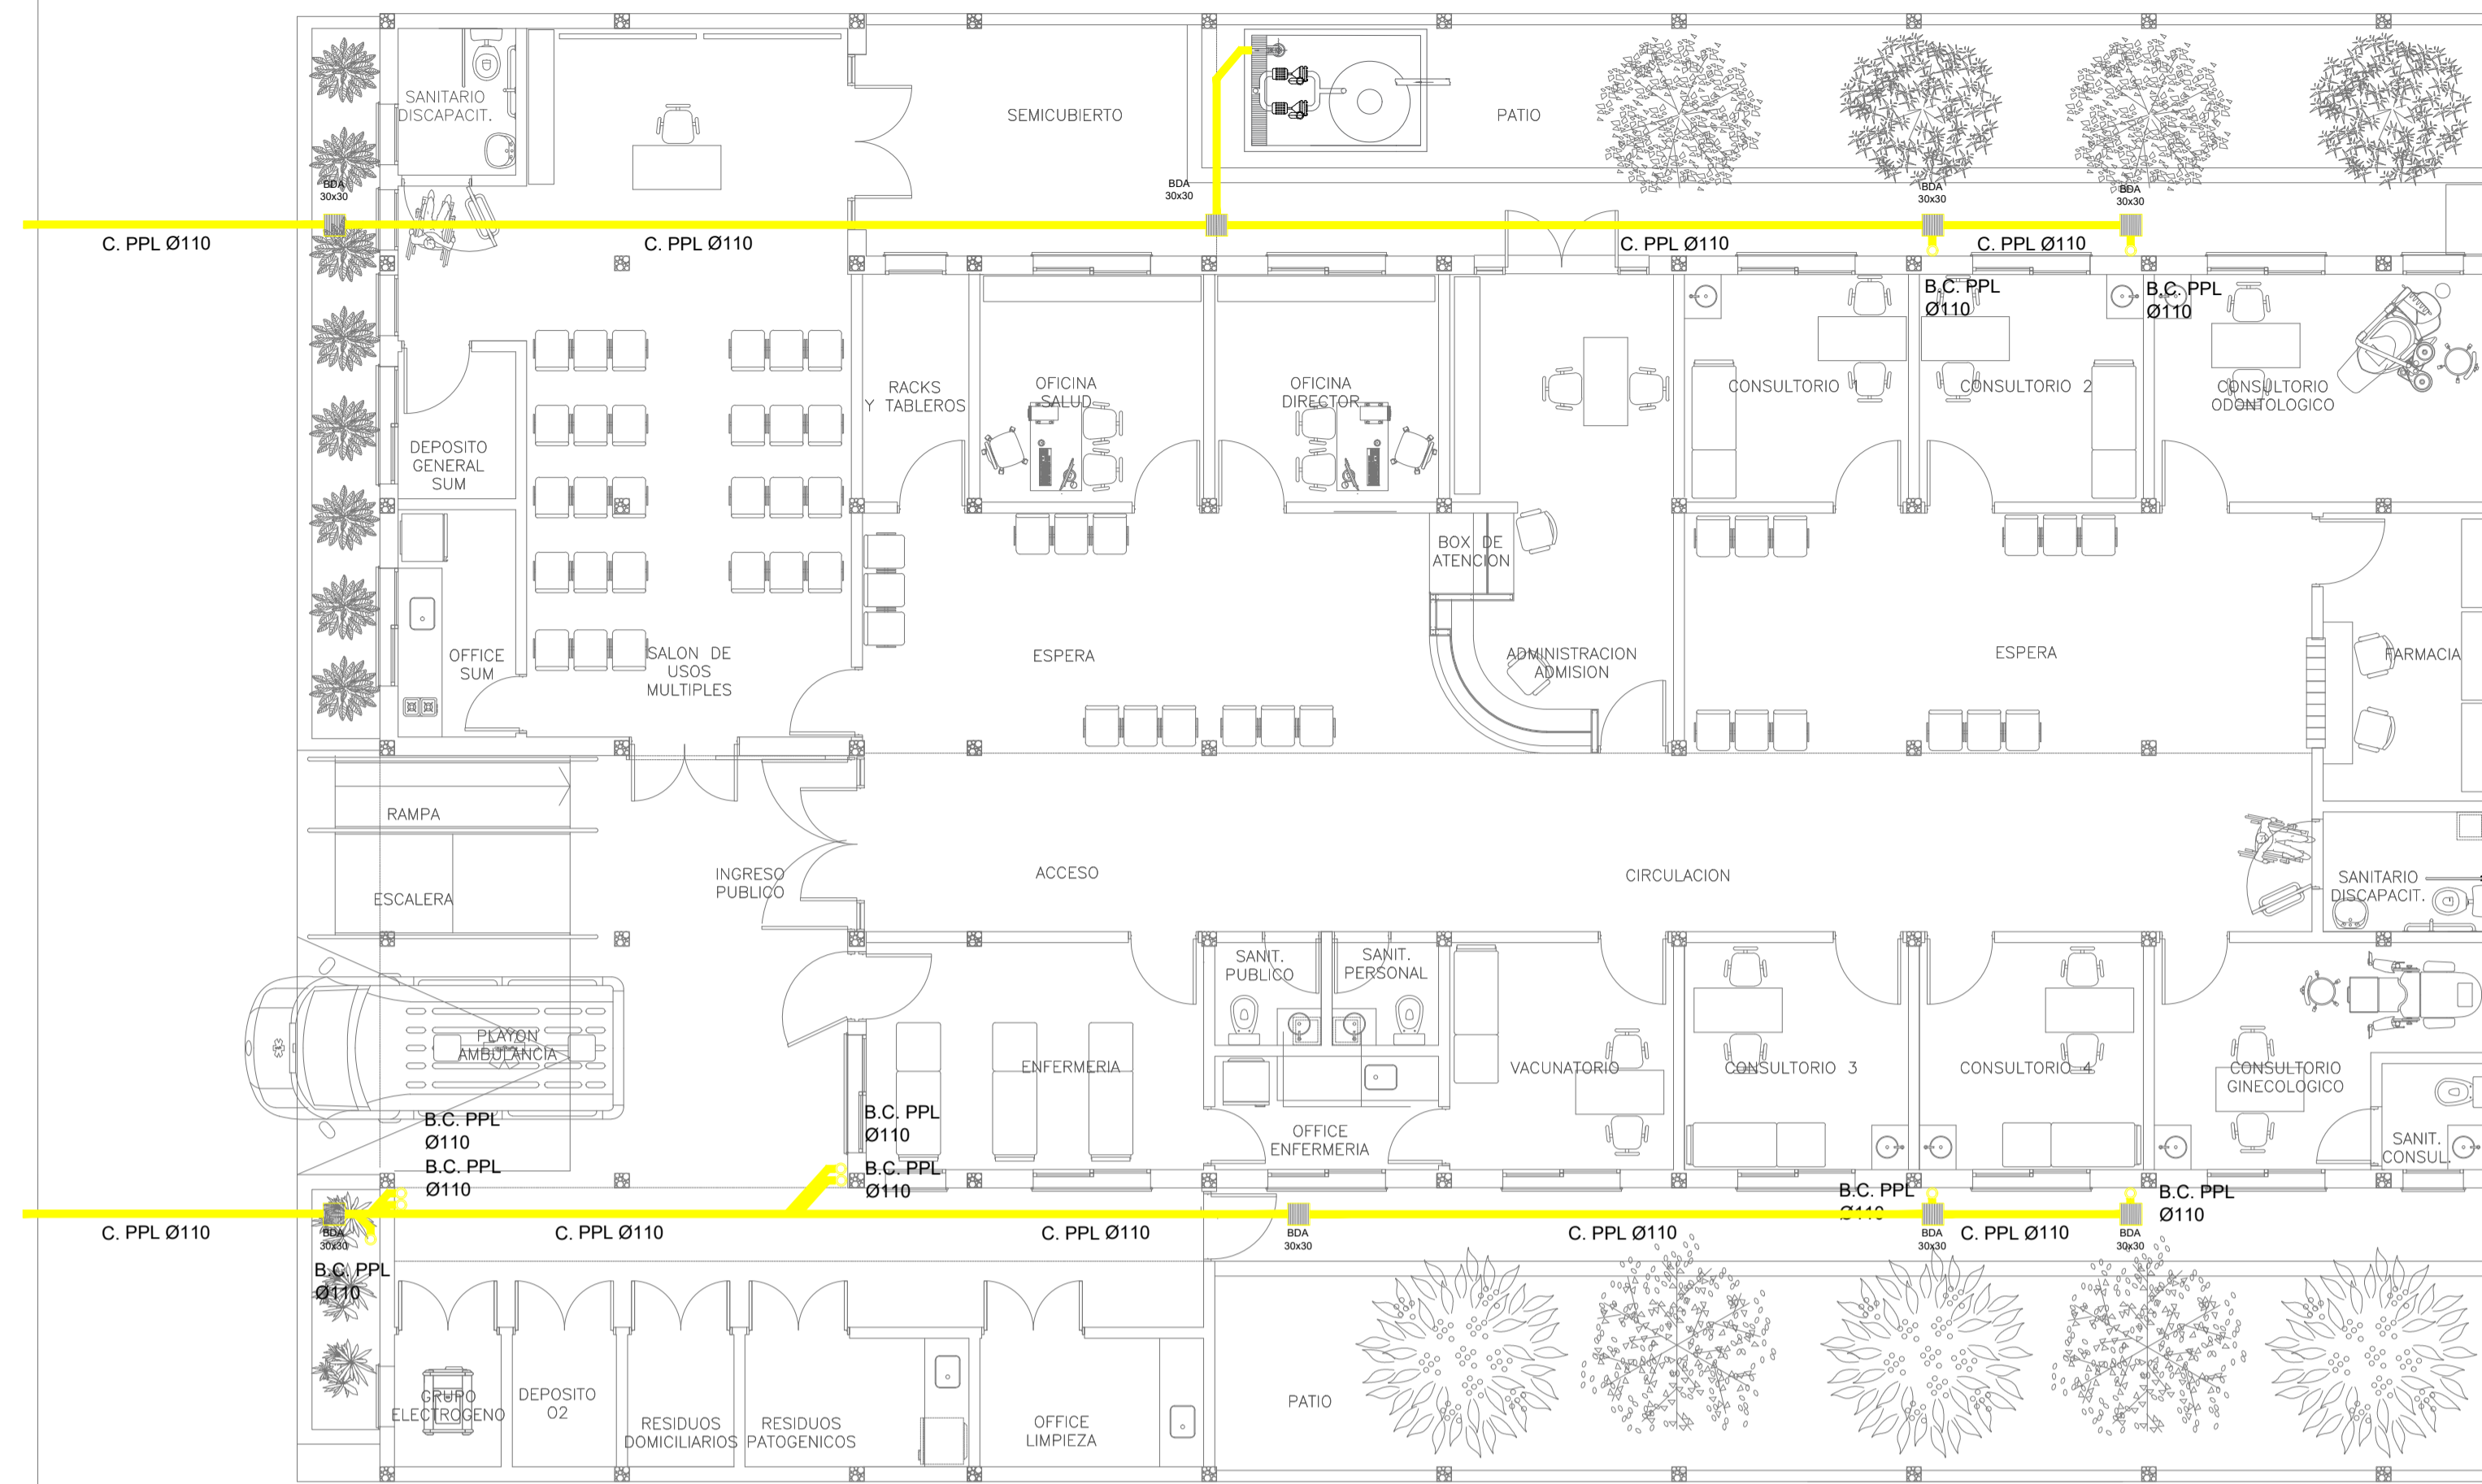 SANITARIO
DISCAPACIT.
SEMICUBIERTO
PATIO
BDA
30x30
BDA
30x30
BDA
30x30
BDA
30x30
C. PPL Ø110
C. PPL Ø110
C. PPL Ø110
C. PPL Ø110
B.C. PPL
Ø110
B.C. PPL
Ø110
RACKS
Y TABLEROS
OFICINA
SALUD
OFICINA
DIRECTOR
CONSULTORIO 1
CONSULTORIO 2
CONSULTORIO
ODONTOLOGICO
DEPOSITO
GENERAL
SUM
BOX DE
ATENCION
OFFICE
SUM
SALON DE
USOS
MULTIPLES
ESPERA
ADMINISTRACION
ADMISION
ESPERA
FARMACIA
RAMPA
ESCALERA
INGRESO
PUBLICO
ACCESO
CIRCULACION
SANITARIO
DISCAPACIT.
SANIT.
PUBLICO
SANIT.
PERSONAL
PLAYON
AMBULANCIA
ENFERMERIA
VACUNATORIO
CONSULTORIO 3
CONSULTORIO 4
CONSULTORIO
GINECOLOGICO
B.C. PPL
Ø110
B.C. PPL
Ø110
B.C. PPL
Ø110
B.C. PPL
Ø110
OFFICE
ENFERMERIA
SANIT.
CONSUL.
B.C. PPL
Ø110
B.C. PPL
Ø110
C. PPL Ø110
BDA
30x30
C. PPL Ø110
C. PPL Ø110
BDA
30x30
C. PPL Ø110
BDA
30x30
C. PPL Ø110
BDA
30x30
B.C. PPL
Ø110
GRUPO
ELECTROGENO
DEPOSITO
O2
RESIDUOS
DOMICILIARIOS
RESIDUOS
PATOGENICOS
OFFICE
LIMPIEZA
PATIO